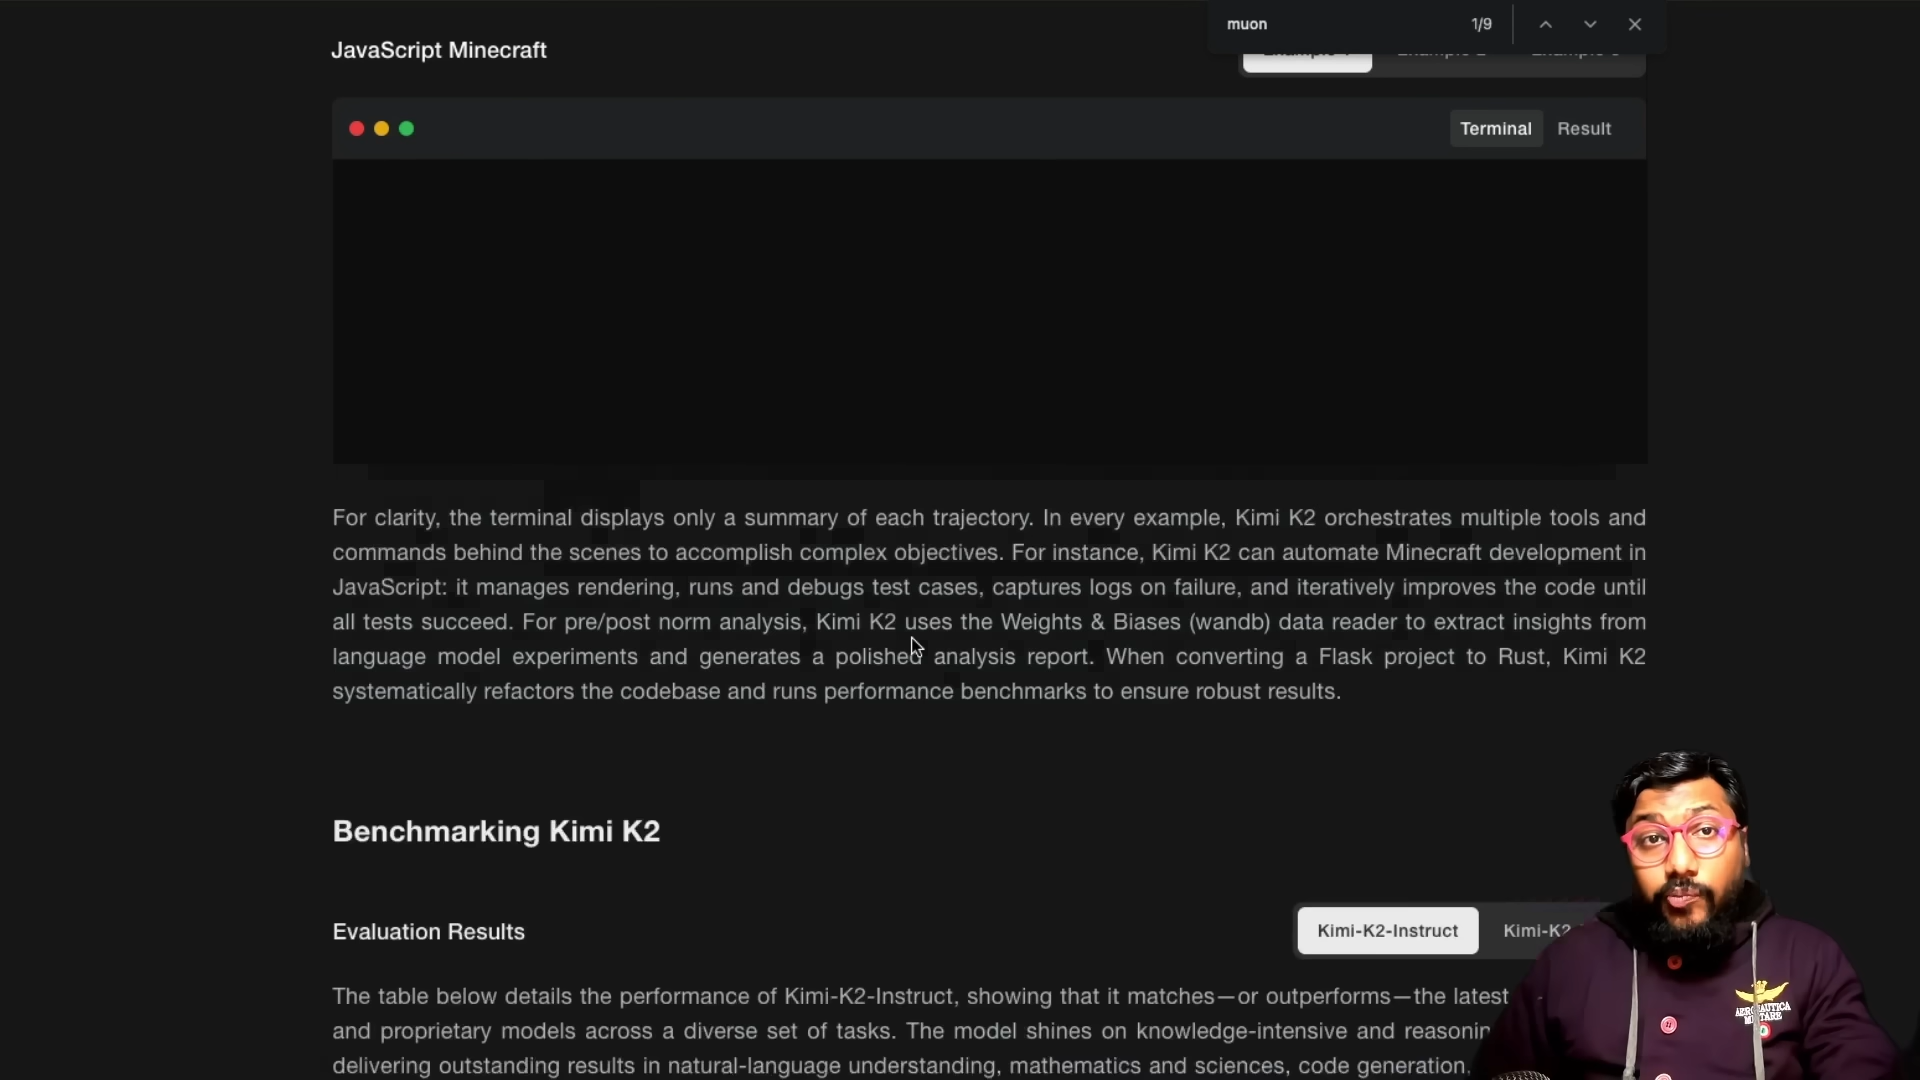 muon 1/9
JavaScript Minecraft
Terminal Result
For clarity, the terminal displays only a summary of each trajectory. In every example, Kimi K2 orchestrates multiple tools and
commands behind the scenes to accomplish complex objectives. For instance, Kimi K2 can automate Minecraft development in
JavaScript: it manages rendering, runs and debugs test cases, captures logs on failure, and iteratively improves the code until
all tests succeed. For pre/post norm analysis, Kimi K2 uses the Weights & Biases (wandb) data reader to extract insights from
language model experiments and generates a polished analysis report. When converting a Flask project to Rust, Kimi K2
systematically refactors the codebase and runs performance benchmarks to ensure robust results.
Benchmarking Kimi K2
Evaluation Results
Kimi-K2-Instruct Kimi-K2
The table below details the performance of Kimi-K2-Instruct, showing that it matches—or outperforms—the latest
and proprietary models across a diverse set of tasks. The model shines on knowledge-intensive and
delivering outstanding results in natural-language understanding, mathematics and sciences, code generation,